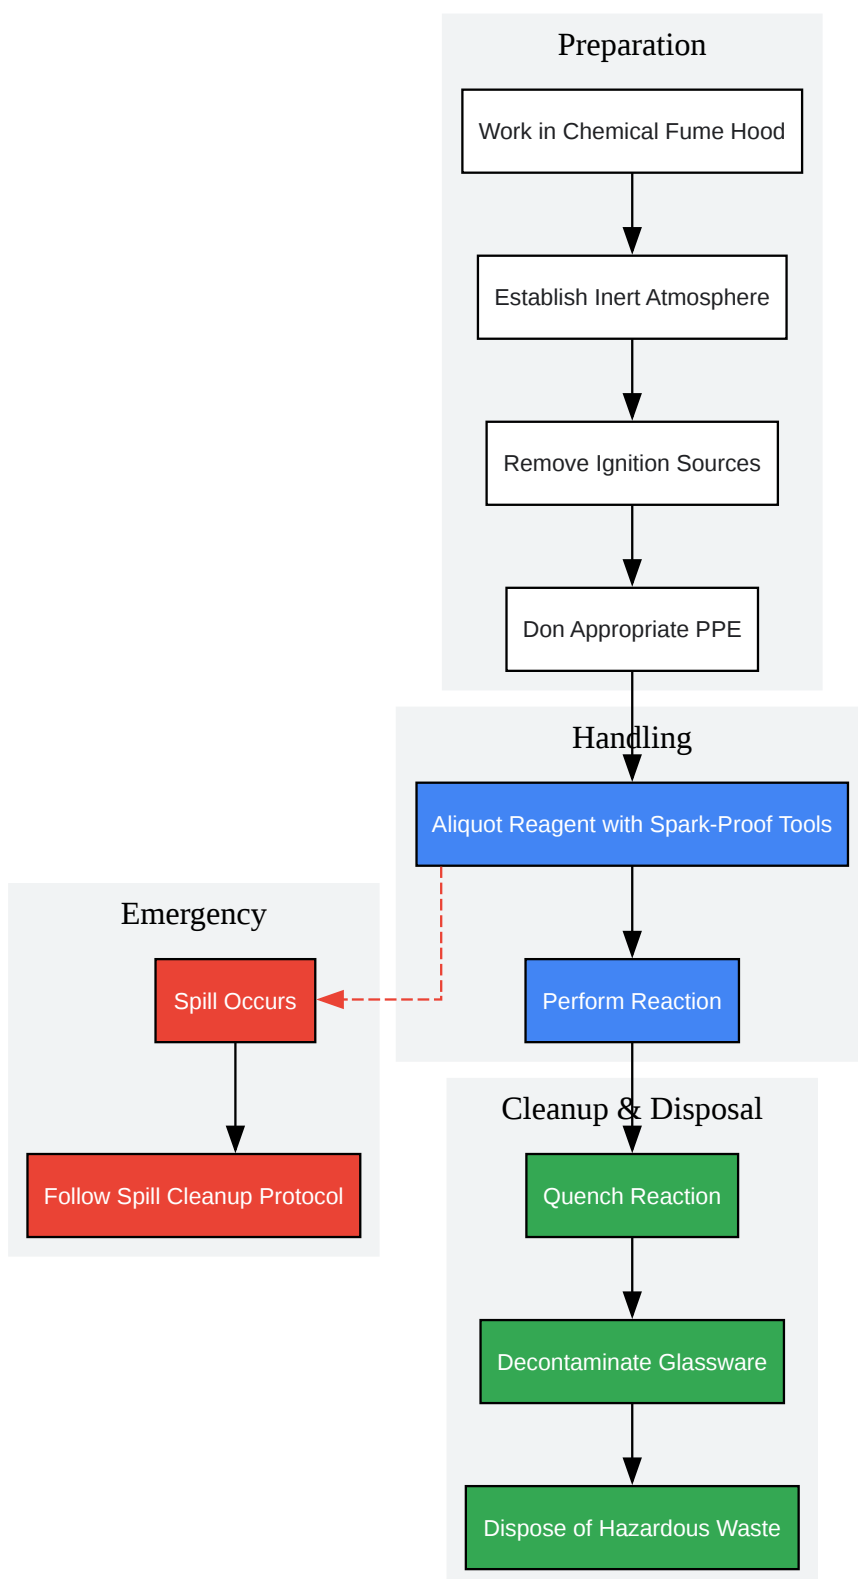 Preparation
Work in Chemical Fume Hood
Establish Inert Atmosphere
Remove Ignition Sources
Don Appropriate PPE
Handling
Aliquot Reagent with Spark-Proof Tools
Perform Reaction
Emergency
Spill Occurs
Follow Spill Cleanup Protocol
Cleanup & Disposal
Quench Reaction
Decontaminate Glassware
Dispose of Hazardous Waste